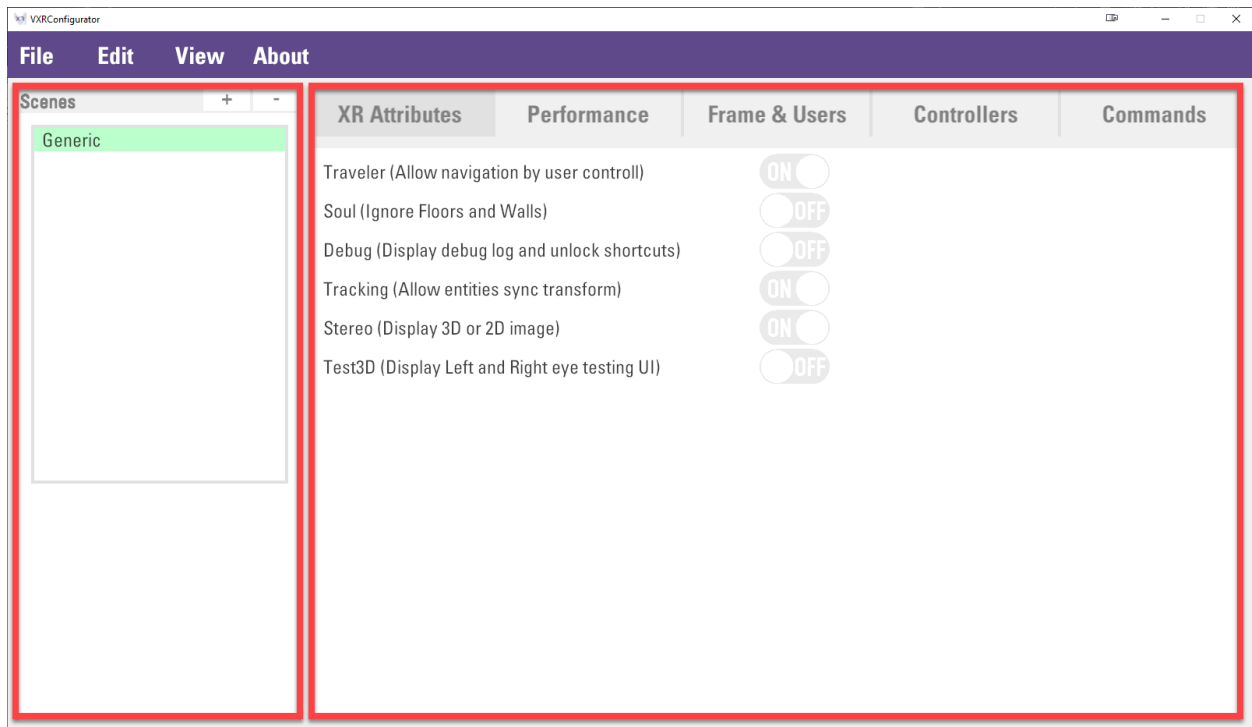 VXRConfigurator
File Edit View About
Scenes + -
Generic
XR Attributes Performance Frame & Users Controllers Commands
Traveler (Allow navigation by user controll) ON
Soul (Ignore Floors and Walls) OFF
Debug (Display debug log and unlock shortcuts) OFF
Tracking (Allow entities sync transform) ON
Stereo (Display 3D or 2D image) ON
Test3D (Display Left and Right eye testing UI) OFF